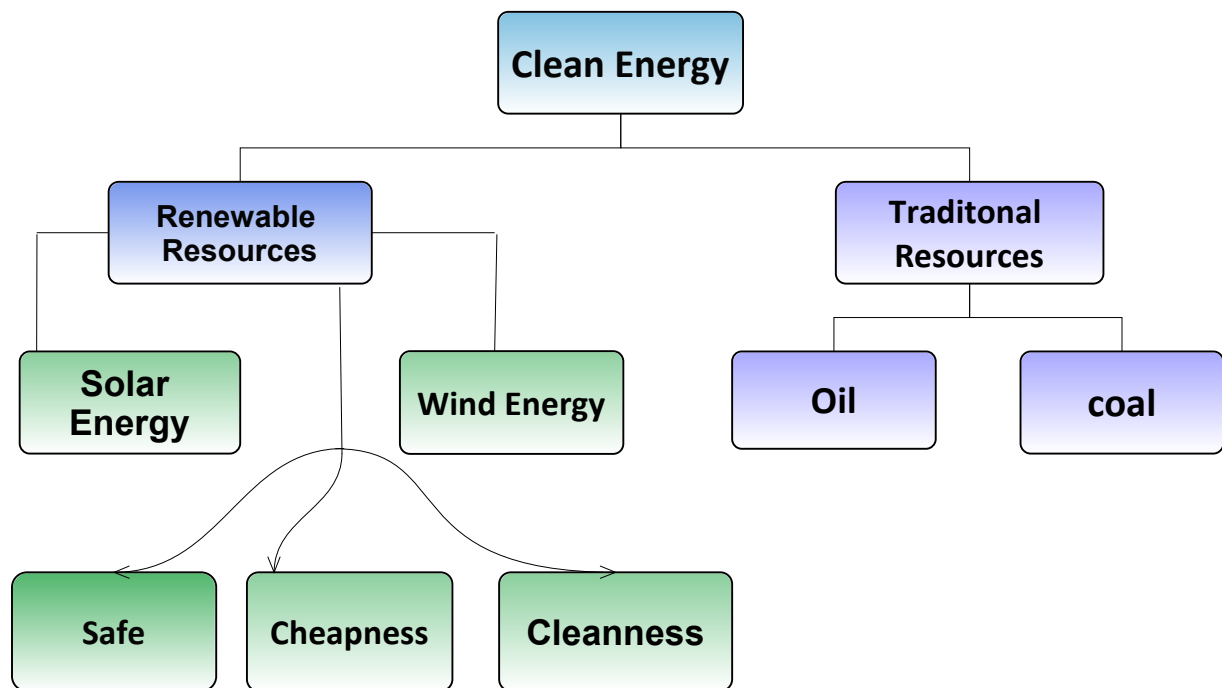 Clean Energy
Renewable
Resources
Traditonal
Resources
Solar
Energy
Wind Energy
Oil
coal
Safe
Cheapness
Cleanness